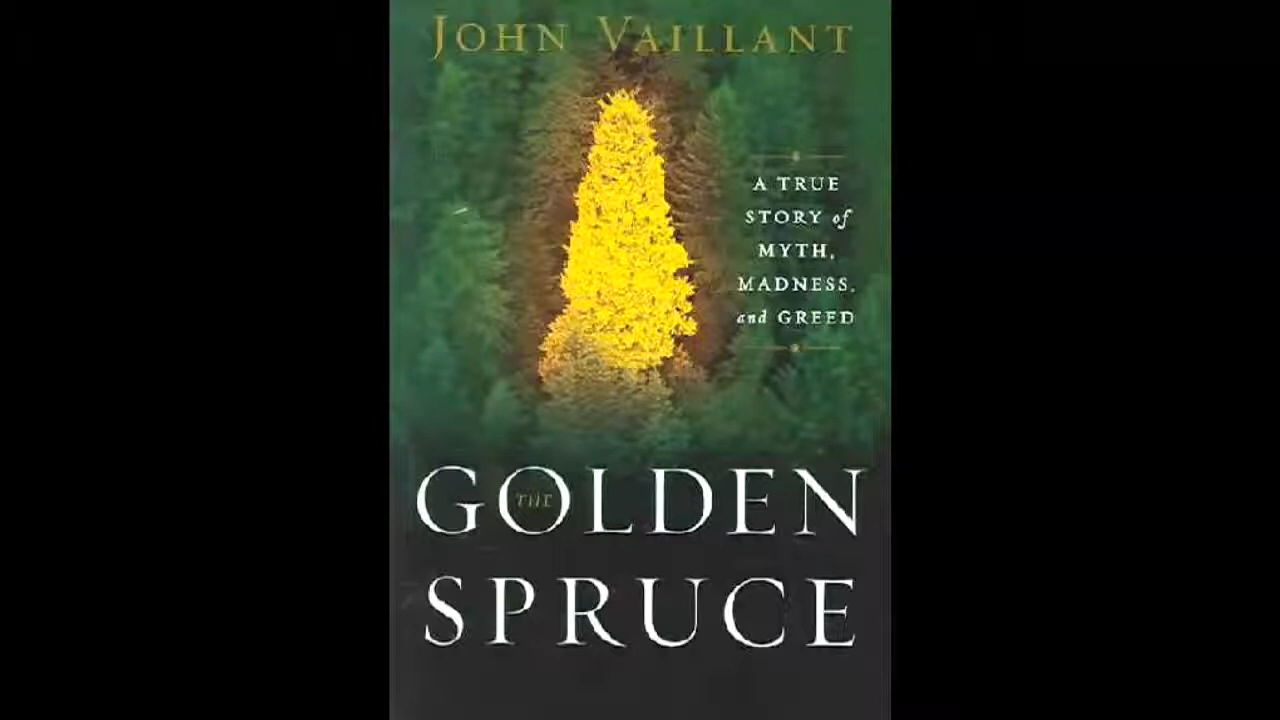 JOHN VAILLANT
A TRUE
STORY of
MYTH,
MADNESS,
and GREED
THE
GOLDEN
SPRUCE